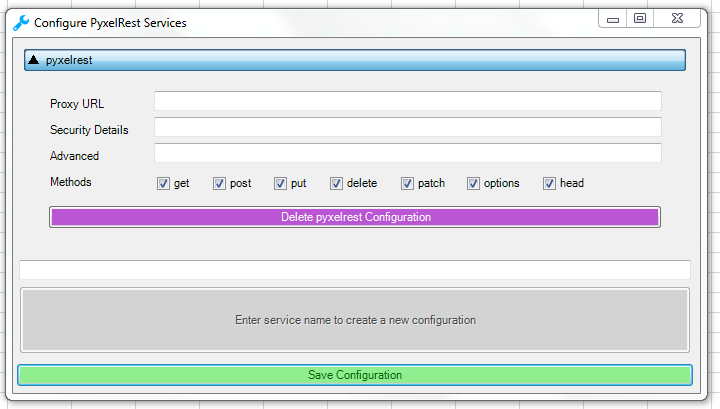 Configure PyxelRest Services
pyxelrest
Proxy URL
Security Details
Advanced
Methods get post put delete patch options head
Delete pyxelrest Configuration
Enter service name to create a new configuration
Save Configuration